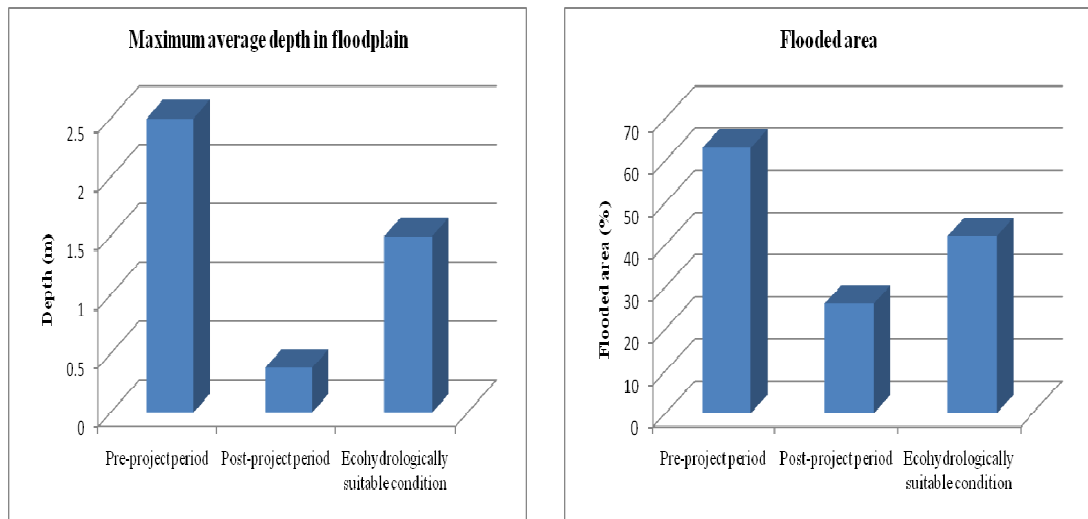 Maximum average depth in floodplain
2.5
2
1.5
1
0.5
0
Depth (m)
Pre-project period Post-project period Ecohydrologically
suitable condition
Flooded area
70
60
50
40
30
20
10
0
Flooded area (%)
Pre-project period Post-project period Ecohydrologically
suitable condition